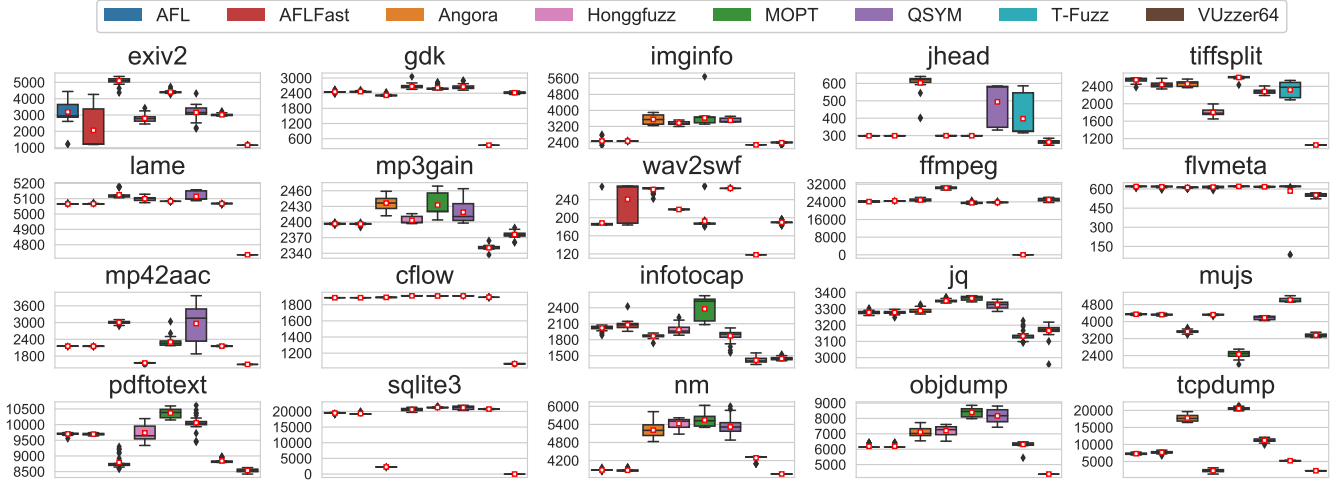 AFL AFLFast Angora Honggfuzz MOPT QSYM T-Fuzz VUzzer64
exiv2 gdk imginfo jhead tiffsplit
5000 4000 3000 2000 1000
3000 2400 1800 1200 600
5600 4800 4000 3200 2400
600 500 400 300
2400 2000 1600 1200
lame mp3gain wav2swf ffmpeg flvmeta
5200 5100 5000 4900 4800
2460 2430 2400 2370 2340
280 240 200 160 120
32000 24000 16000 8000 0
600 450 300 150
mp42aac cflow infotocap jq mujs
3600 3000 2400 1800
1800 1600 1400 1200
2400 2100 1800 1500
3400 3300 3200 3100 3000
4800 4000 3200 2400
pdftotext sqlite3 nm objdump tcpdump
10500 10000 9500 9000 8500
20000 15000 10000 5000 0
6000 5400 4800 4200
9000 8000 7000 6000 5000
20000 15000 10000 5000